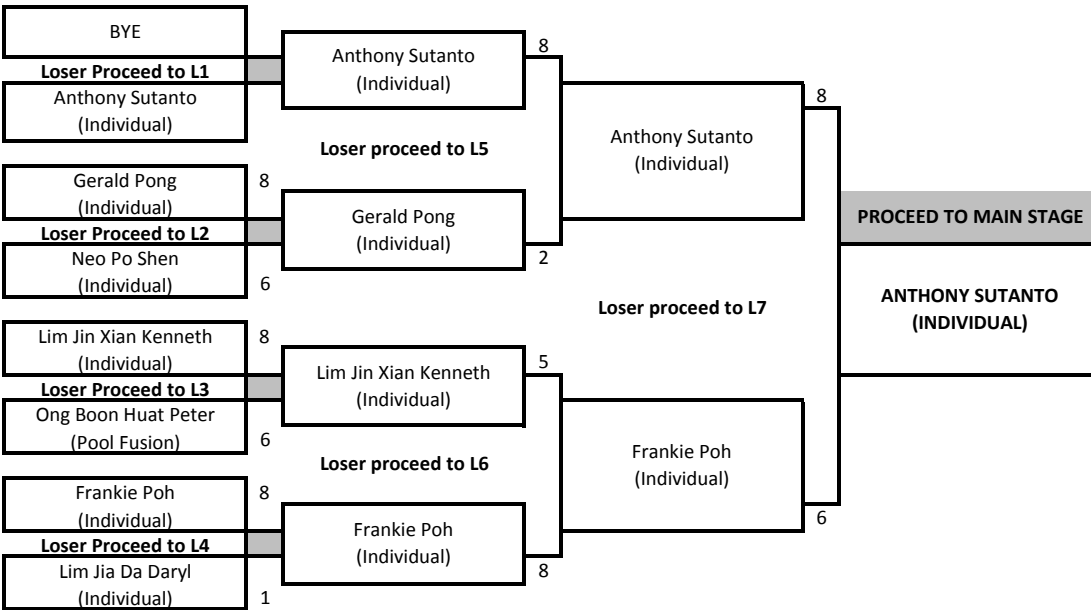 BYE
Loser Proceed to L1
Anthony Sutanto
(Individual)
Gerald Pong
(Individual)
8
Loser Proceed to L2
Neo Po Shen
(Individual)
6
Lim Jin Xian Kenneth
(Individual)
8
Loser Proceed to L3
Ong Boon Huat Peter
(Pool Fusion)
6
Frankie Poh
(Individual)
8
Loser Proceed to L4
Lim Jia Da Daryl
(Individual)
1
Anthony Sutanto
(Individual)
8
Loser proceed to L5
Gerald Pong
(Individual)
2
Lim Jin Xian Kenneth
(Individual)
5
Loser proceed to L6
Frankie Poh
(Individual)
8
Anthony Sutanto
(Individual)
8
Loser proceed to L7
Frankie Poh
(Individual)
6
PROCEED TO MAIN STAGE
ANTHONY SUTANTO
(INDIVIDUAL)